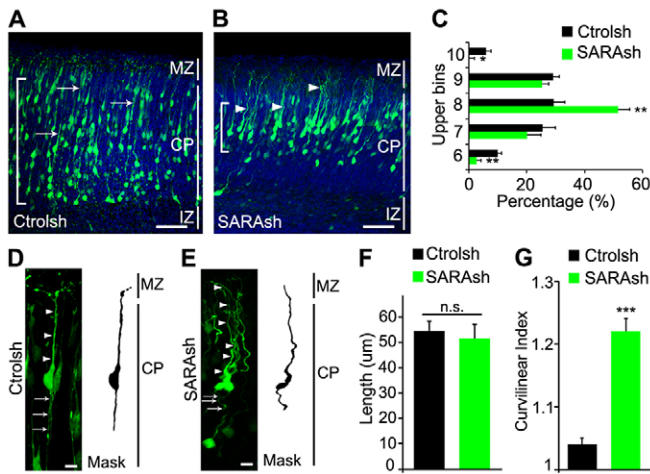 A
MZ
CP
IZ
Ctrolsh
B
MZ
CP
IZ
SARAsh
C
Ctrolsh
SARAsh
Upper bins
10
9
8
7
6
*
**
**
0 20 40 60
Percentage (%)
D
Ctrolsh
MZ
CP
Mask
E
SARAsh
MZ
CP
Mask
F
Ctrolsh
SARAsh
n.s.
Length (um)
60
50
40
30
20
10
0
G
Ctrolsh
SARAsh
***
Curvilinear Index
1.3
1.2
1.1
1